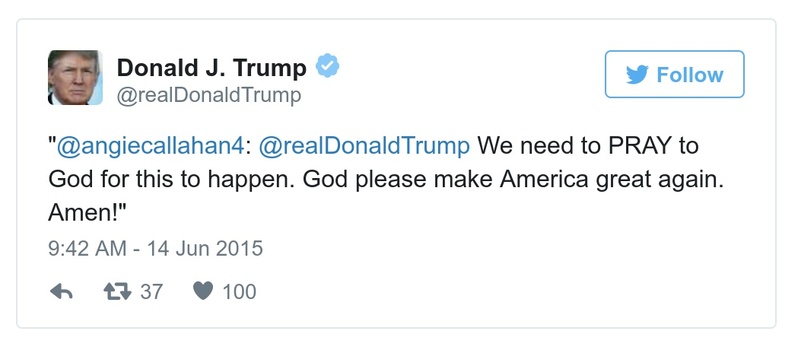 Donald J. Trump
@realDonaldTrump
Follow
"@angiecallahan4: @realDonaldTrump We need to PRAY to
God for this to happen. God please make America great again.
Amen!"
9:42 AM - 14 Jun 2015
37 100